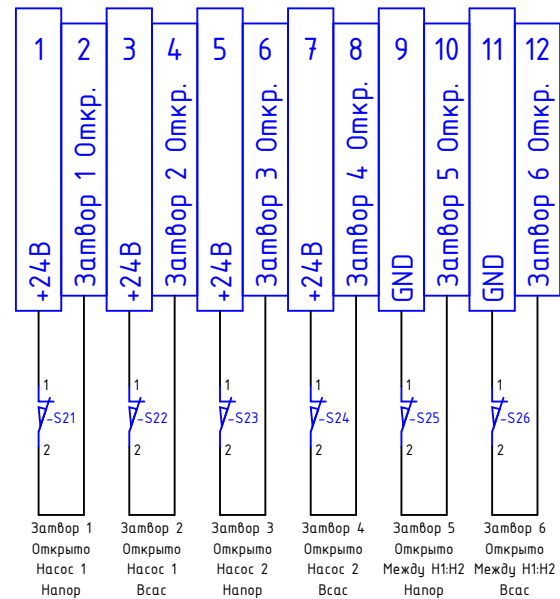 1 2 3 4 5 6 7 8 9 10 11 12
+24В
Затвор 1 Откр.
+24В
Затвор 2 Откр.
+24В
Затвор 3 Откр.
+24В
Затвор 4 Откр.
GND
Затвор 5 Откр.
GND
Затвор 6 Откр.
1 1 1 1 1 1
-S21 -S22 -S23 -S24 -S25 -S26
2 2 2 2 2 2
Затвор 1
Открыто
Насос 1
Напор
Затвор 2
Открыто
Насос 1
Всас
Затвор 3
Открыто
Насос 2
Напор
Затвор 4
Открыто
Насос 2
Всас
Затвор 5
Открыто
Между Н1:Н2
Напор
Затвор 6
Открыто
Между Н1:Н2
Всас